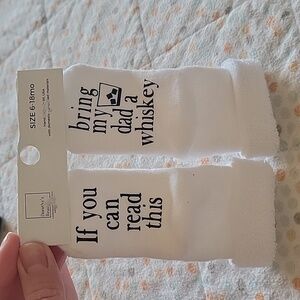 SIZE 6-18mo
If you
can
read
this
bring
my
dad a
whiskey